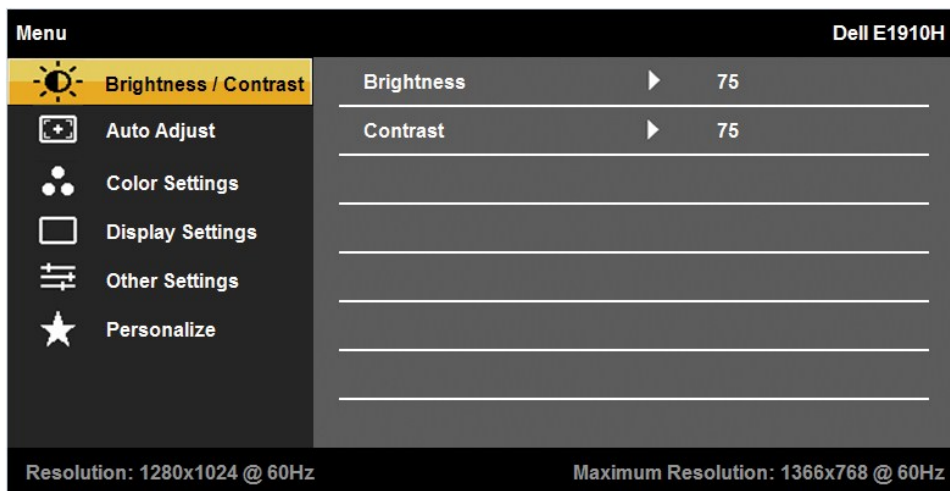 Menu Dell E1910H
Brightness / Contrast Brightness 75
Auto Adjust Contrast 75
Color Settings
Display Settings
Other Settings
Personalize
Resolution: 1280x1024 @ 60Hz Maximum Resolution: 1366x768 @ 60Hz